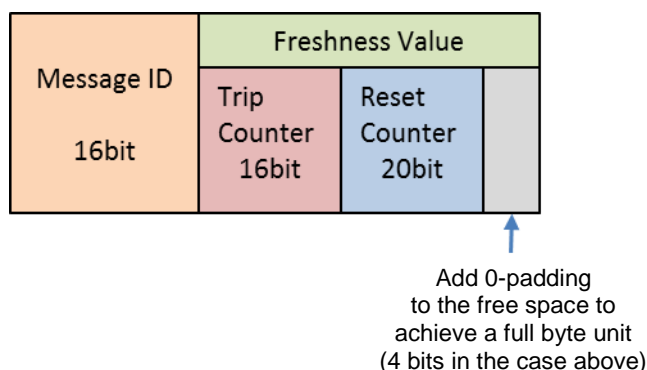 Message ID
16bit
Freshness Value
Trip
Counter
16bit
Reset
Counter
20bit
Add 0-padding
to the free space to
achieve a full byte unit
(4 bits in the case above)